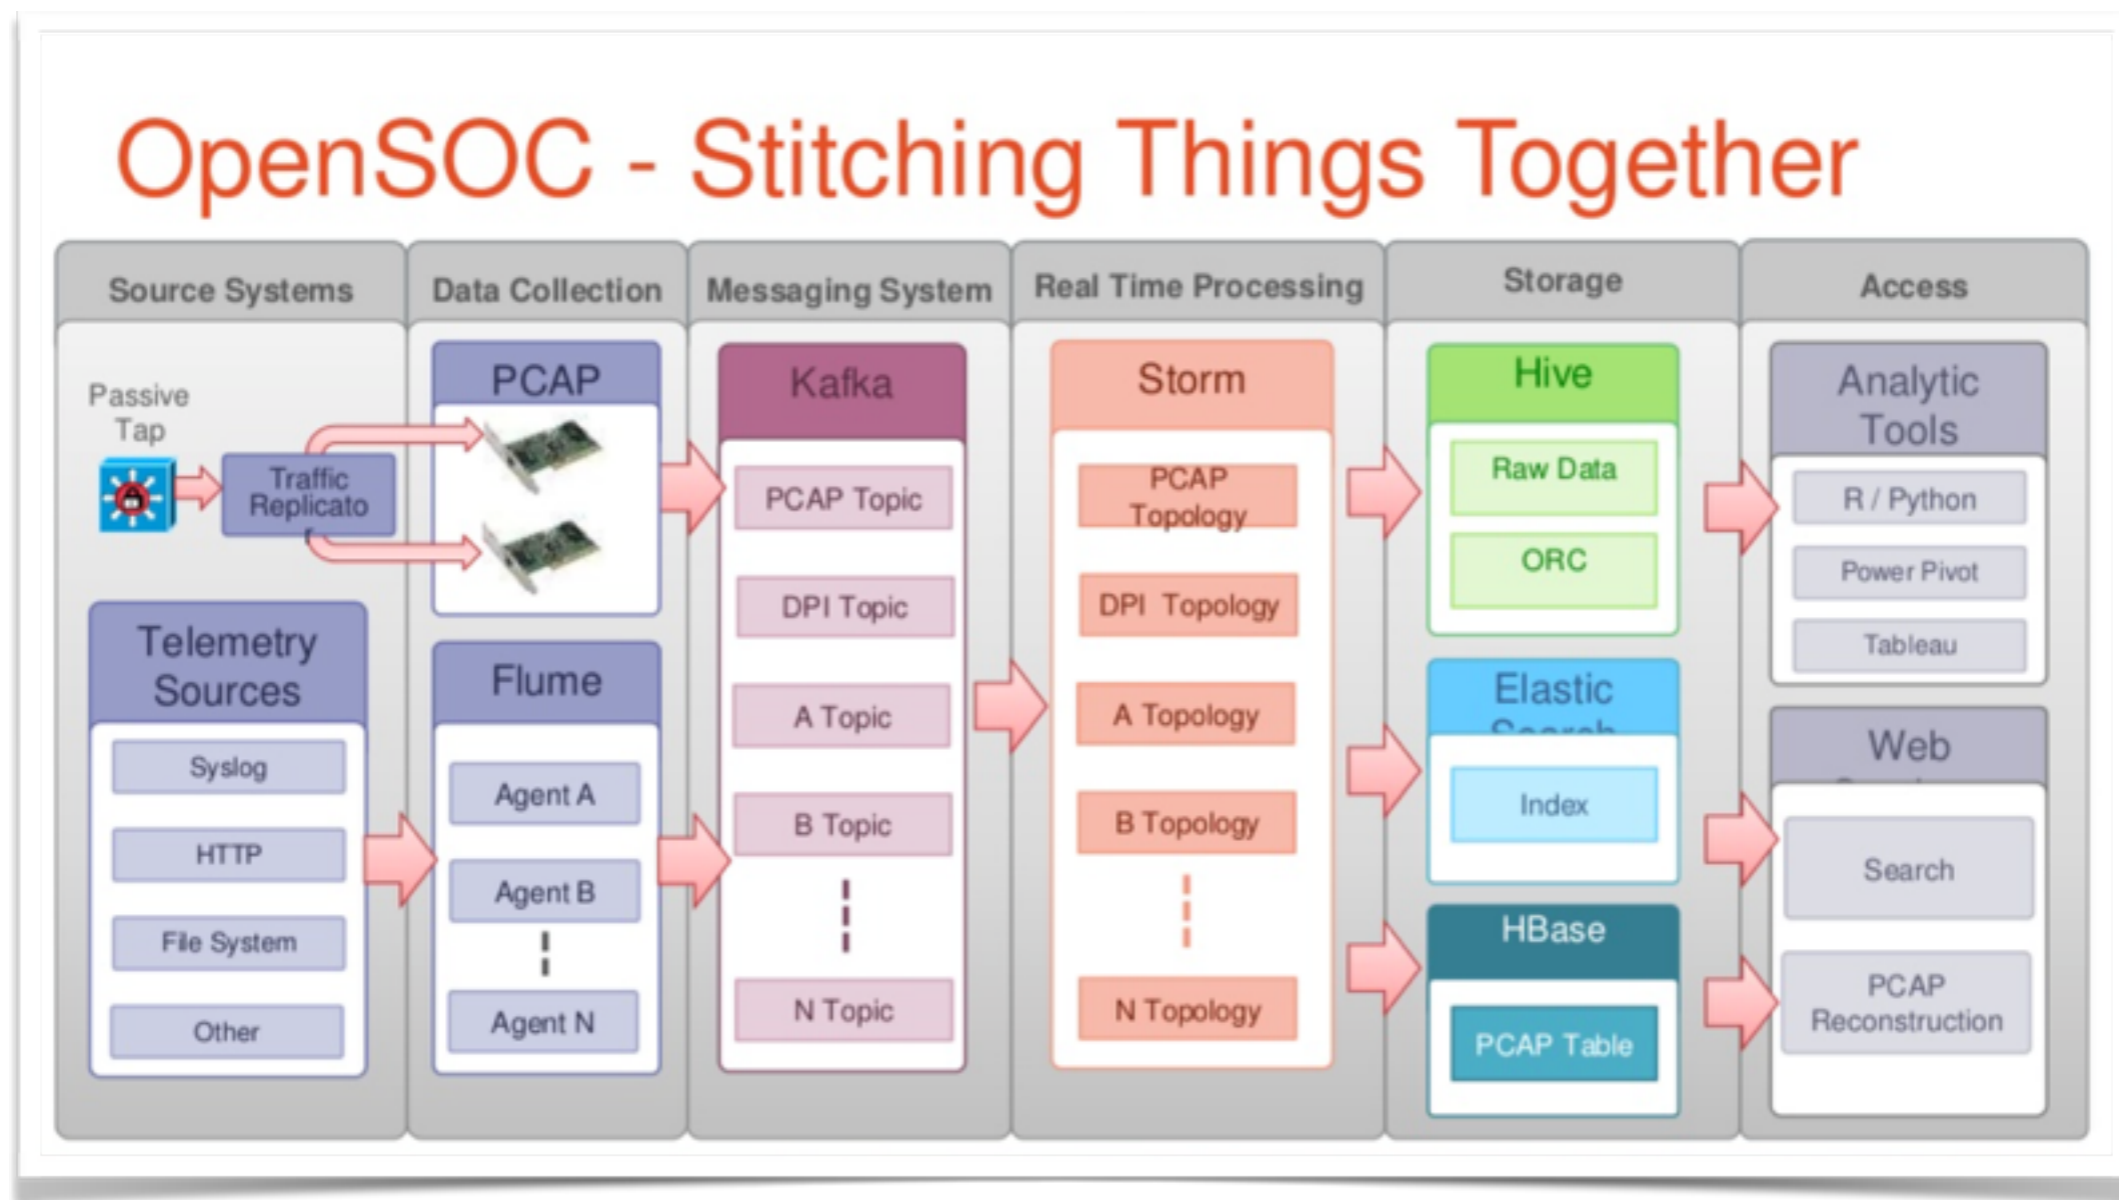 OpenSOC - Stitching Things Together
Source Systems
Data Collection
Messaging System
Real Time Processing
Storage
Access
Passive
Tap
Traffic
Replicato
r
Telemetry
Sources
Syslog
HTTP
File System
Other
PCAP
Flume
Agent A
Agent B
Agent N
Kafka
PCAP Topic
DPI Topic
A Topic
B Topic
N Topic
Storm
PCAP
Topology
DPI Topology
A Topology
B Topology
N Topology
Hive
Raw Data
ORC
Elastic
Search
Index
HBase
PCAP Table
Analytic
Tools
R / Python
Power Pivot
Tableau
Web
Search
PCAP
Reconstruction